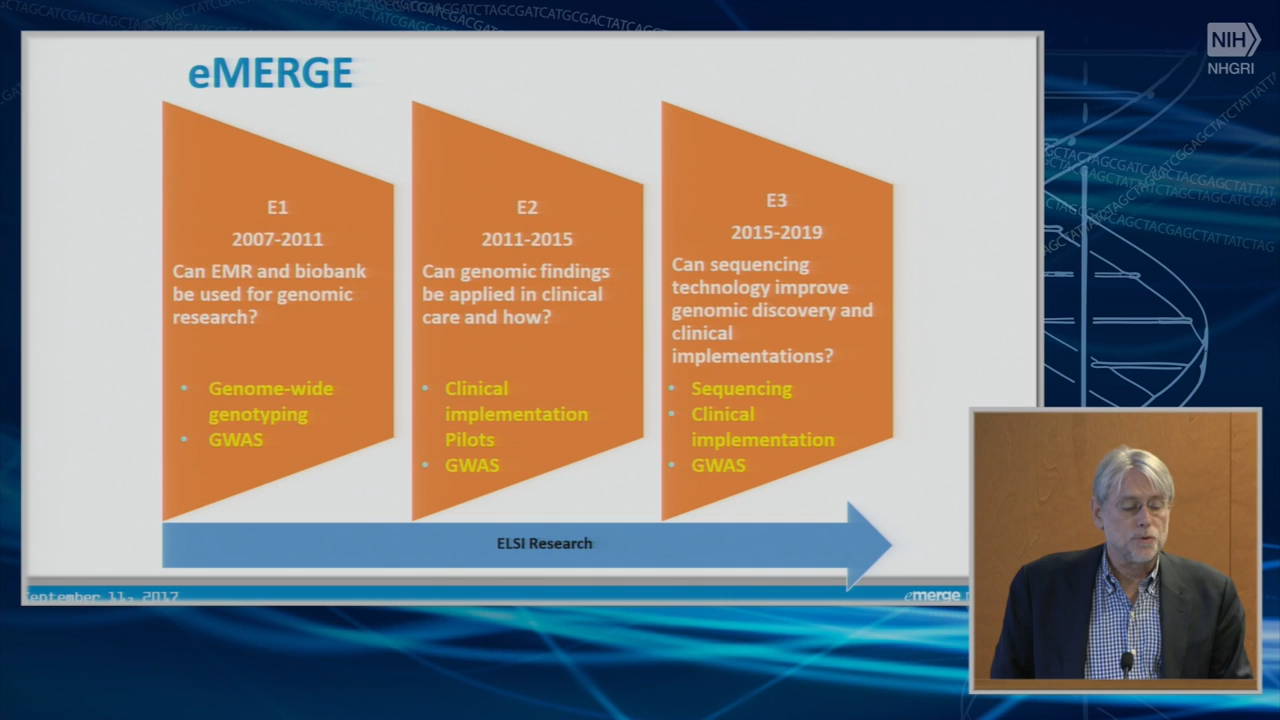 NIH
NHGRI
eMERGE
E1
2007-2011
Can EMR and biobank
be used for genomic
research?
• Genome-wide
genotyping
• GWAS
E2
2011-2015
Can genomic findings
be applied in clinical
care and how?
• Clinical
implementation
Pilots
• GWAS
E3
2015-2019
Can sequencing
technology improve
genomic discovery and
clinical
implementations?
• Sequencing
• Clinical
implementation
• GWAS
ELSI Research
eptember 11, 2017
emerge